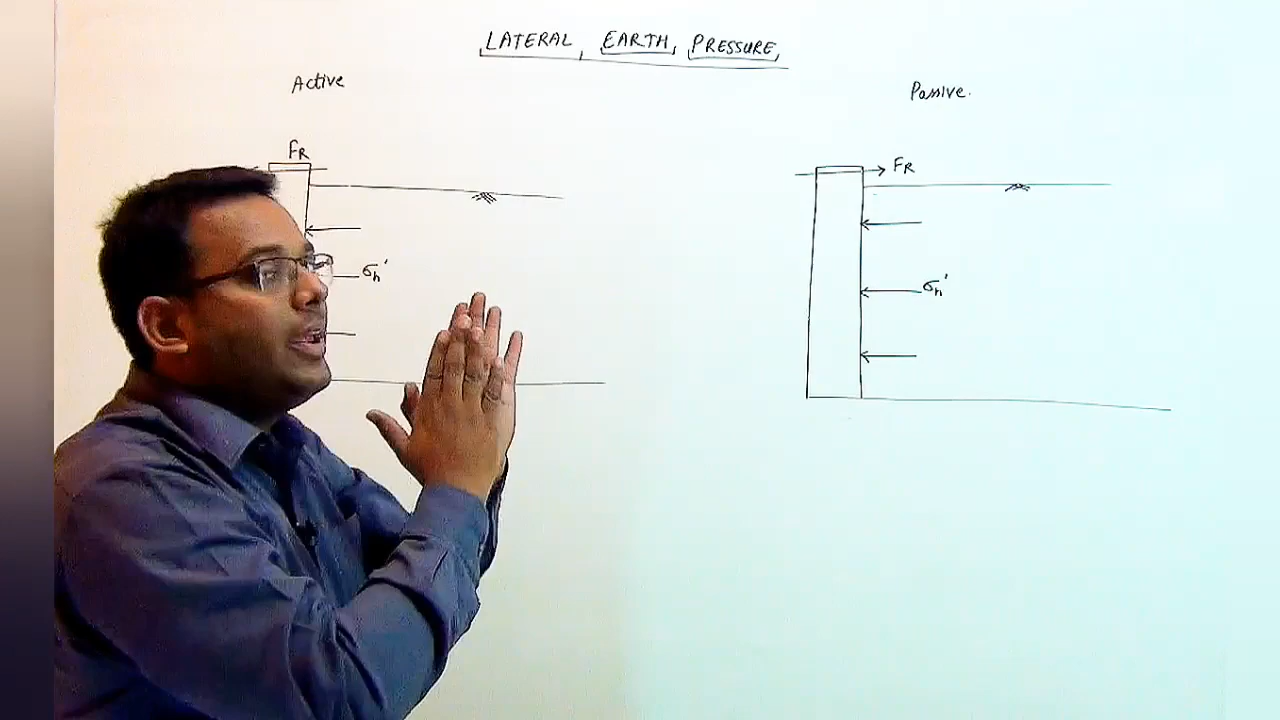 LATERAL EARTH PRESSURE
Active
Passive.
FR
FR
σh'
σh'